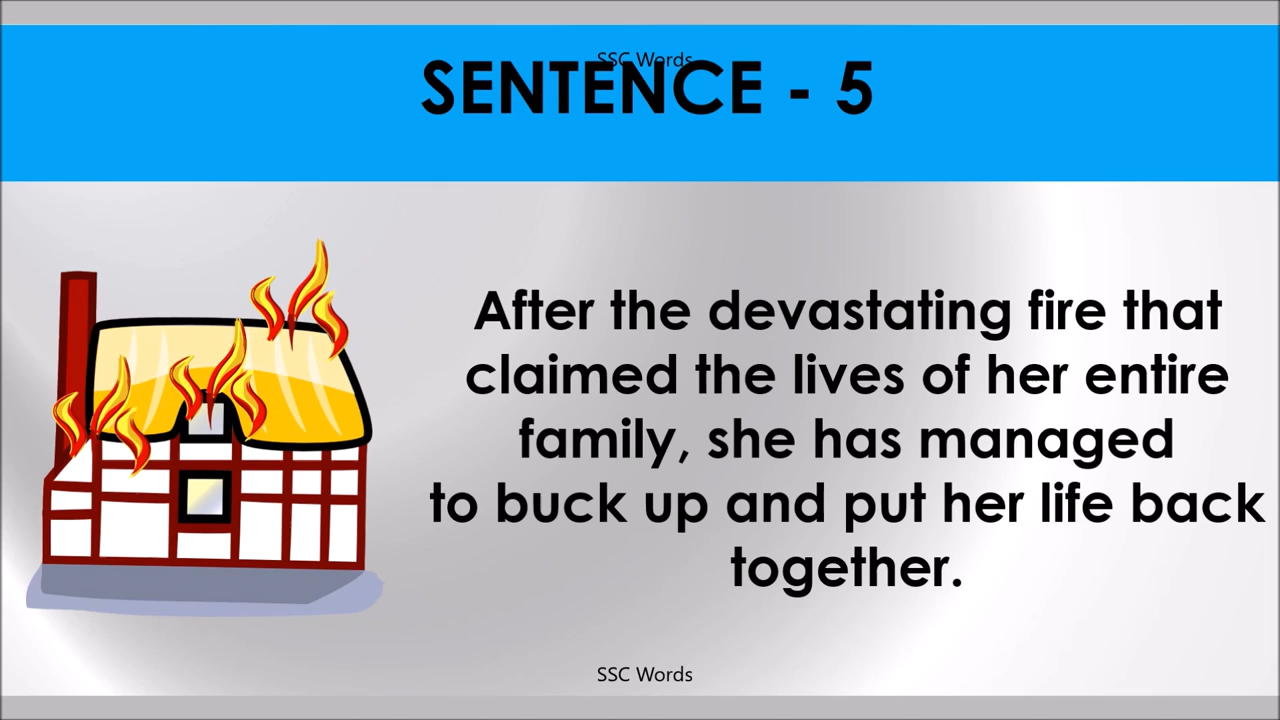 SSC Words
SENTENCE - 5
After the devastating fire that
claimed the lives of her entire
family, she has managed
to buck up and put her life back
together.
SSC Words